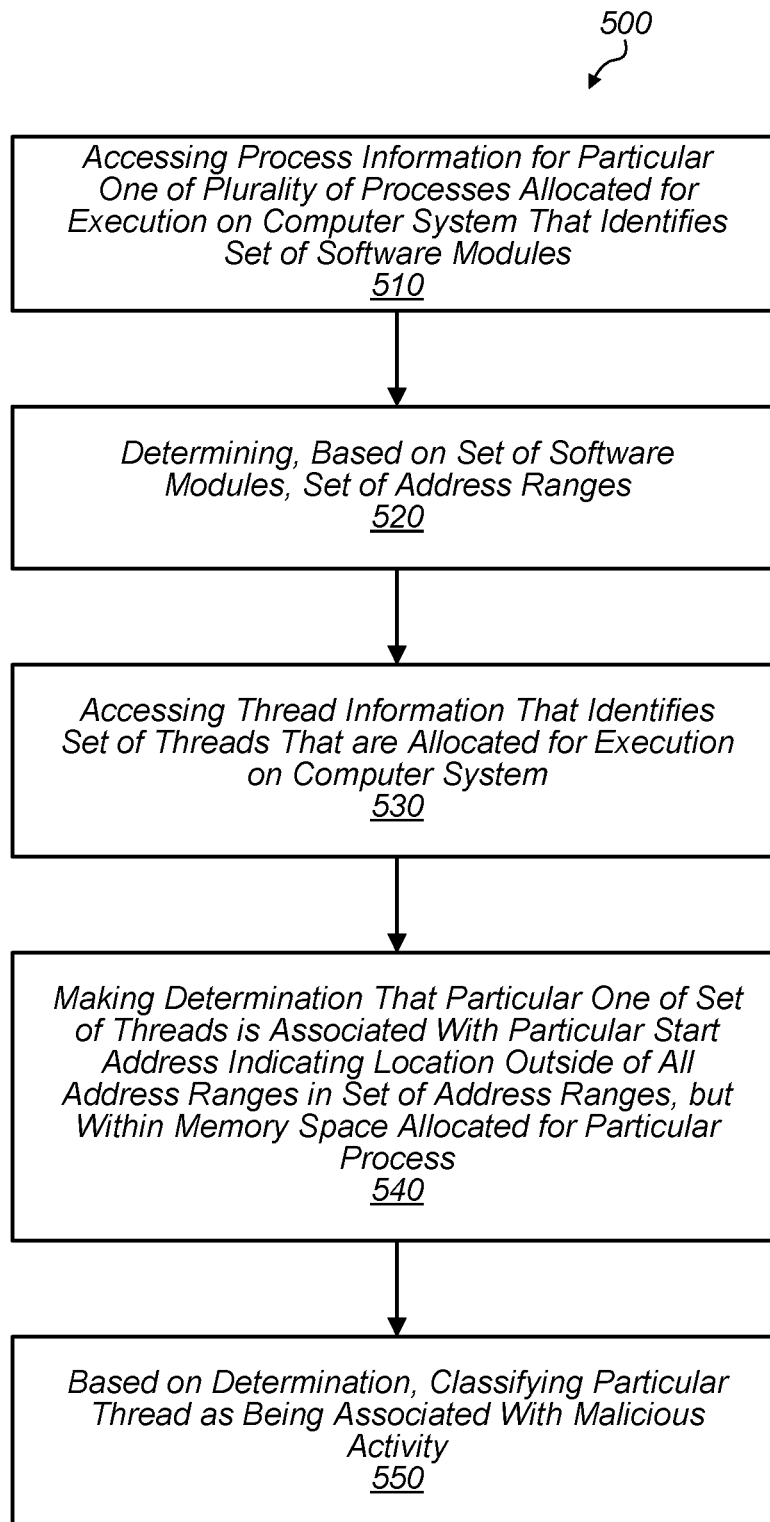 500
Accessing Process Information for Particular
One of Plurality of Processes Allocated for
Execution on Computer System That Identifies
Set of Software Modules
510
Determining, Based on Set of Software
Modules, Set of Address Ranges
520
Accessing Thread Information That Identifies
Set of Threads That are Allocated for Execution
on Computer System
530
Making Determination That Particular One of Set
of Threads is Associated With Particular Start
Address Indicating Location Outside of All
Address Ranges in Set of Address Ranges, but
Within Memory Space Allocated for Particular
Process
540
Based on Determination, Classifying Particular
Thread as Being Associated With Malicious
Activity
550